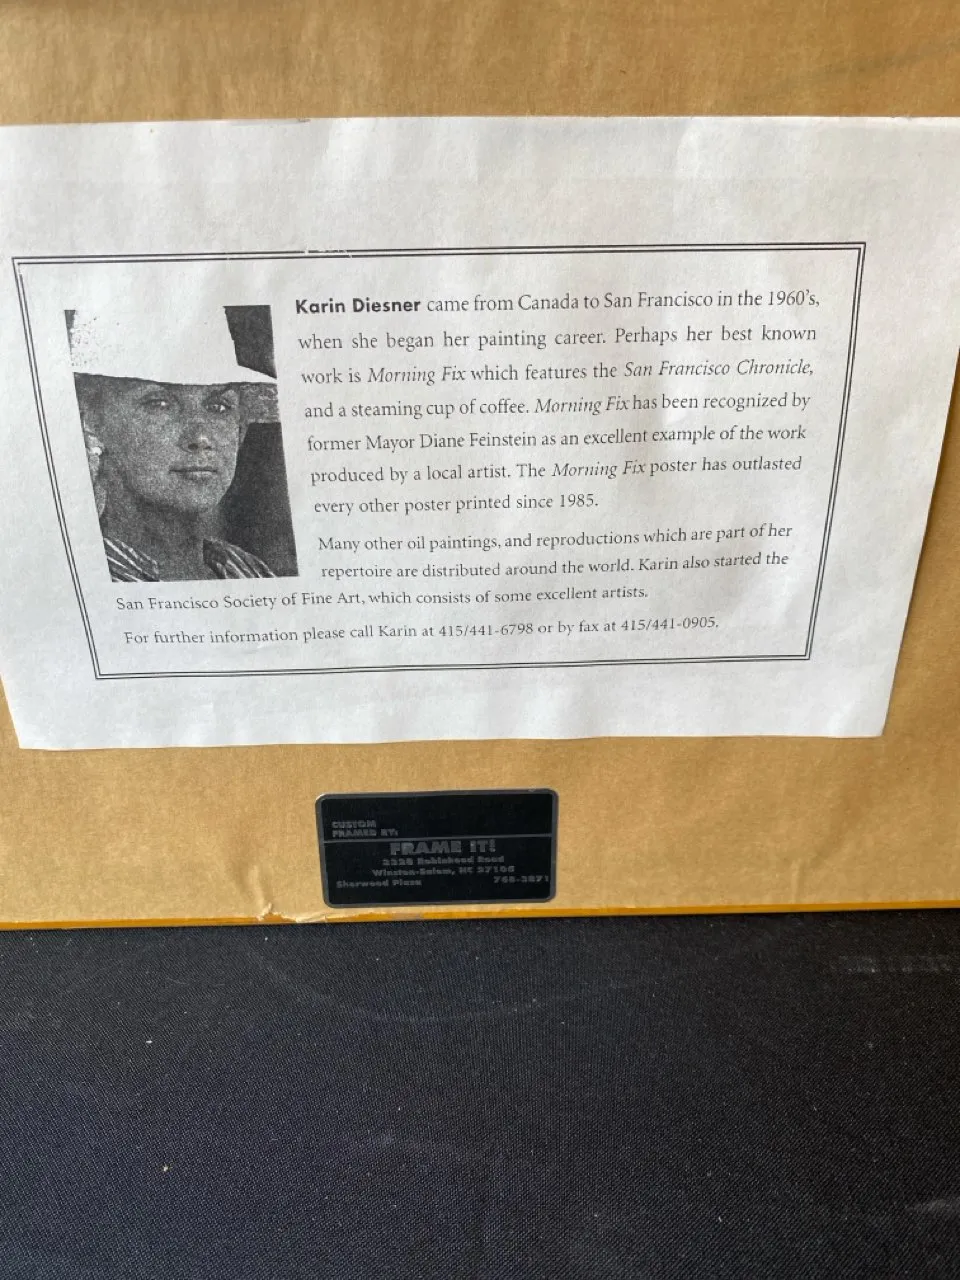 Karin Diesner came from Canada to San Francisco in the 1960's,
when she began her painting career. Perhaps her best known
work is Morning Fix which features the San Francisco Chronicle,
and a steaming cup of coffee. Morning Fix has been recognized by
former Mayor Diane Feinstein as an excellent example of the work
produced by a local artist. The Morning Fix poster has outlasted
every other poster printed since 1985.
Many other oil paintings, and reproductions which are part of her
repertoire are distributed around the world. Karin also started the
San Francisco Society of Fine Art, which consists of some excellent artists.
For further information please call Karin at 415/441-6798 or by fax at 415/441-0905.
CUSTOM
FRAMED BY:
FRAME IT!
Robinhood Road
Winston-Salem, NC
Sherwood Plaza